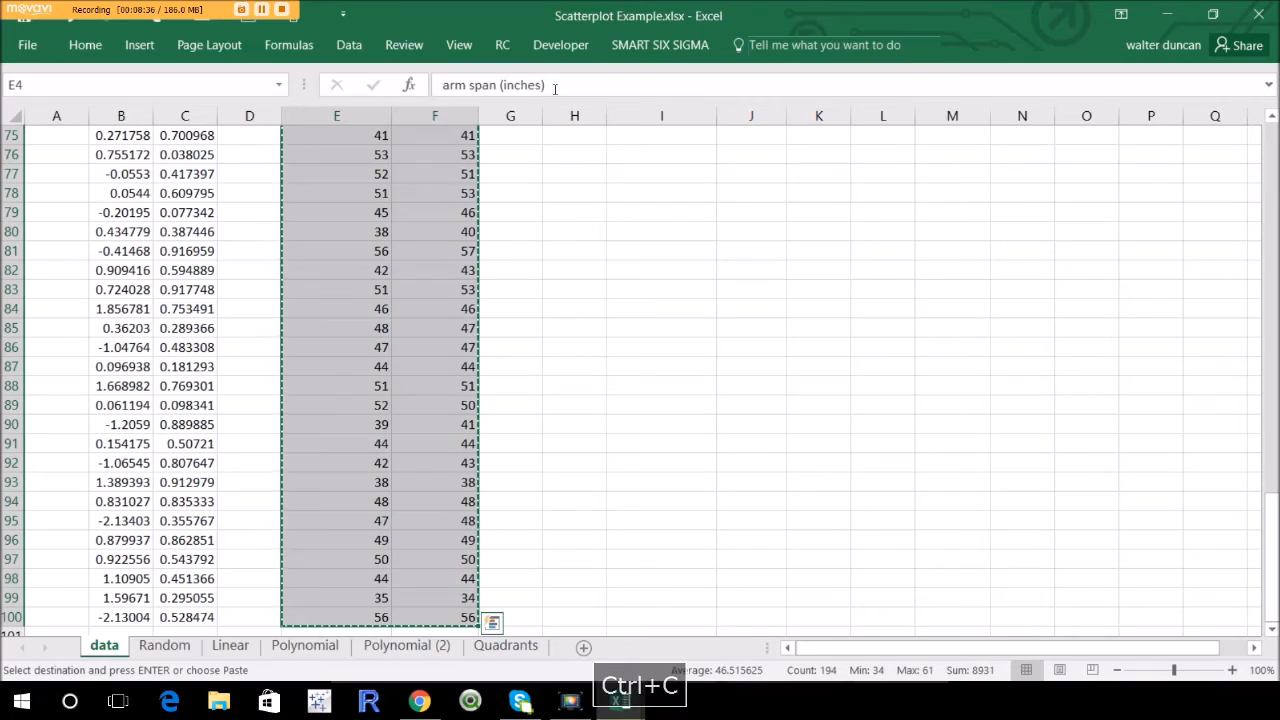 movavi
Recording [00:08:36 / 186.0 MB]
Scatterplot Example.xlsx - Excel
File Home Insert Page Layout Formulas Data Review View RC Developer SMART SIX SIGMA Tell me what you want to do walter duncan Share
E4 fx arm span (inches)
A B C D E F G H I J K L M N O P Q
75 0.271758 0.700968 41 41
76 0.755172 0.038025 53 53
77 -0.0553 0.417397 52 51
78 0.0544 0.609795 51 53
79 -0.20195 0.077342 45 46
80 0.434779 0.387446 38 40
81 -0.41468 0.916959 56 57
82 0.909416 0.594889 42 43
83 0.724028 0.917748 51 53
84 1.856781 0.753491 46 46
85 0.36203 0.289366 48 47
86 -1.04764 0.483308 47 47
87 0.096938 0.181293 44 44
88 1.668982 0.769301 51 51
89 0.061194 0.098341 52 50
90 -1.2059 0.889885 39 41
91 0.154175 0.50721 44 44
92 -1.06545 0.807647 42 43
93 1.389393 0.912979 38 38
94 0.831027 0.835333 48 48
95 -2.13403 0.355767 47 48
96 0.879937 0.862851 49 49
97 0.922556 0.543792 50 50
98 1.10905 0.451366 44 44
99 1.59671 0.295055 35 34
100 -2.13004 0.528474 56 56
101
data Random Linear Polynomial Polynomial (2) Quadrants
Select destination and press ENTER or choose Paste Average: 46.515625 Count: 194 Min: 34 Max: 61 Sum: 8931 100%
Ctrl+C